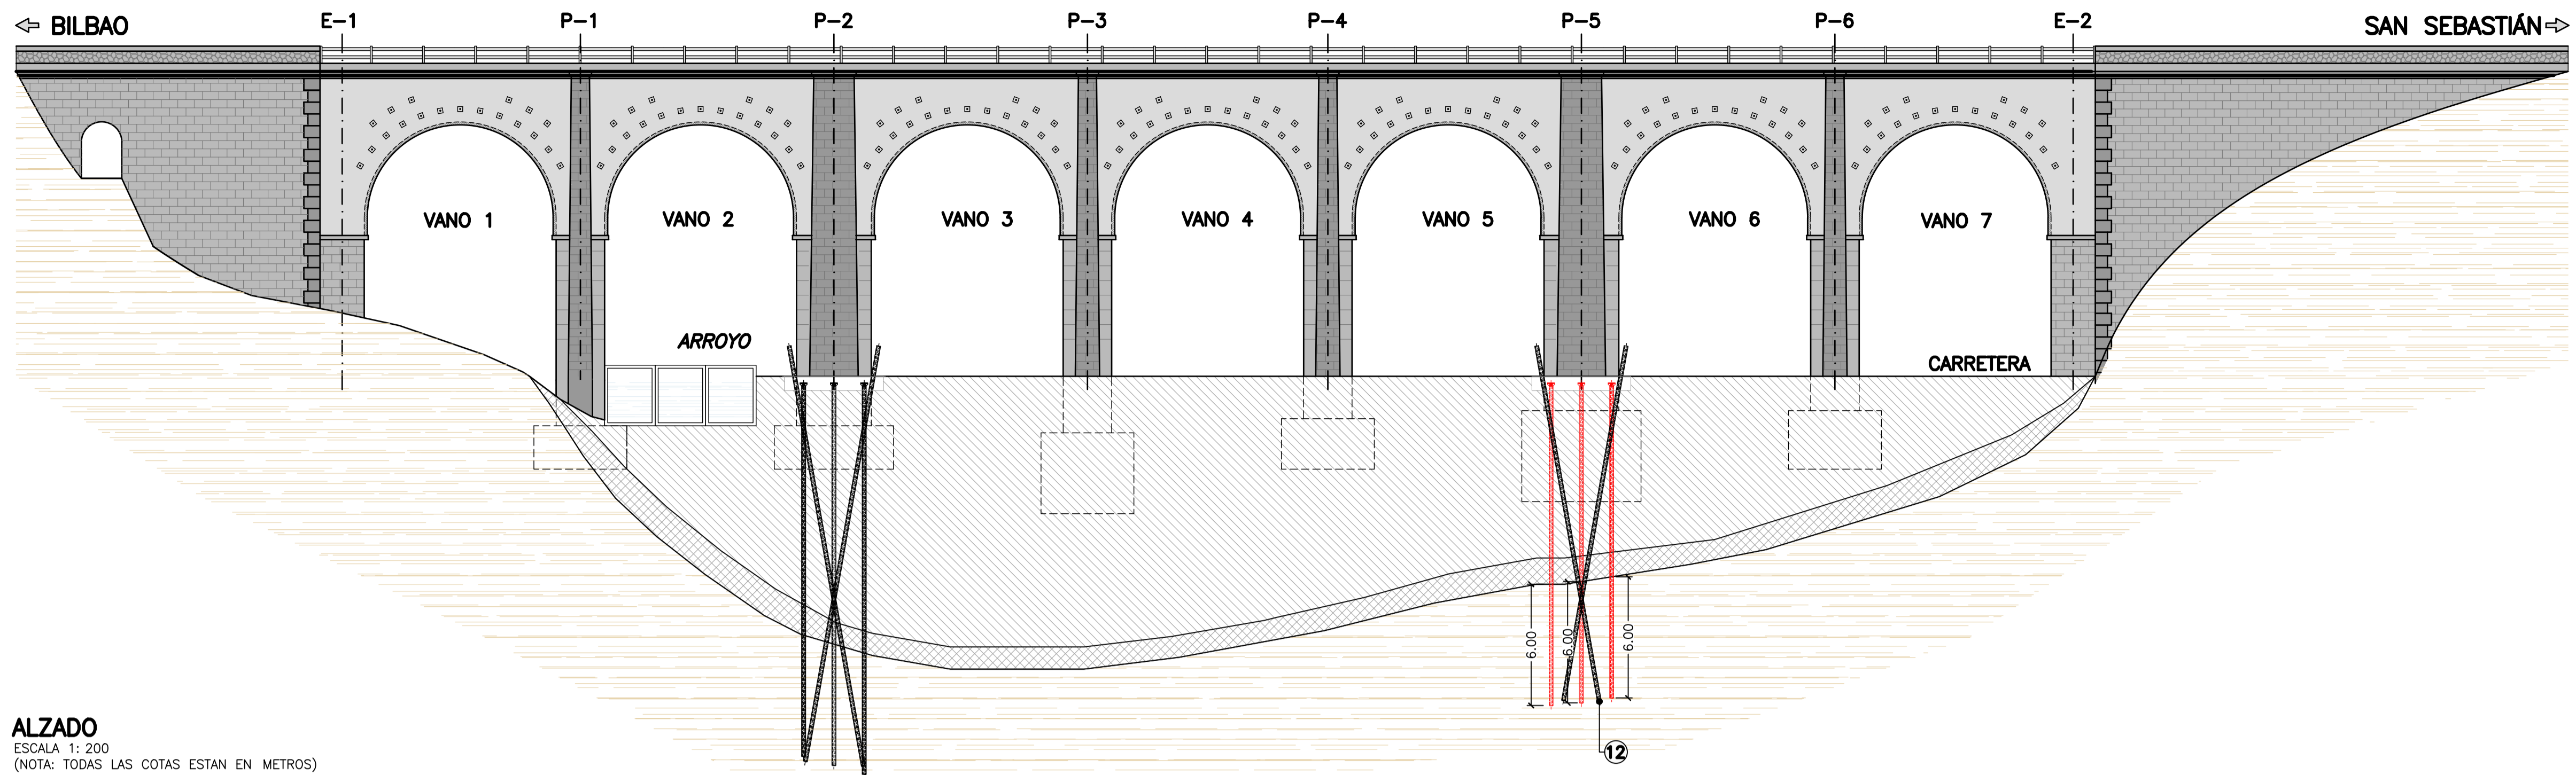 BILBAO
E-1
P-1
P-2
P-3
P-4
P-5
P-6
E-2
SAN SEBASTIÁN
VANO 1
VANO 2
VANO 3
VANO 4
VANO 5
VANO 6
VANO 7
ARROYO
CARRETERA
6.00
6.00
6.00
12
ALZADO
ESCALA 1: 200
(NOTA: TODAS LAS COTAS ESTAN EN METROS)